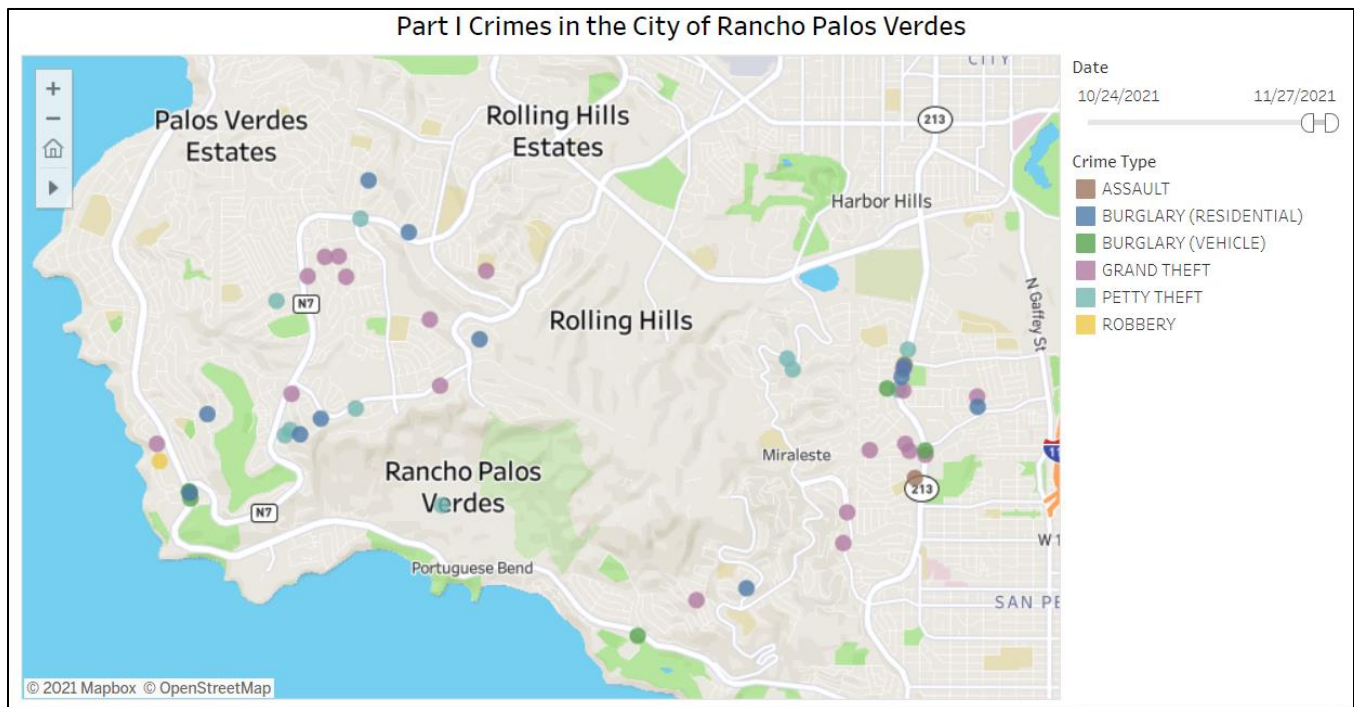 Part I Crimes in the City of Rancho Palos Verdes
CITY
Palos Verdes
Estates
Rolling Hills
Estates
213
Harbor Hills
N7
Rolling Hills
N Gaffey St
Miraleste
Rancho Palos
Verdes
N7
213
11
W 1
Portuguese Bend
SAN PE
© 2021 Mapbox © OpenStreetMap
Date
10/24/2021 11/27/2021
Crime Type
ASSAULT
BURGLARY (RESIDENTIAL)
BURGLARY (VEHICLE)
GRAND THEFT
PETTY THEFT
ROBBERY